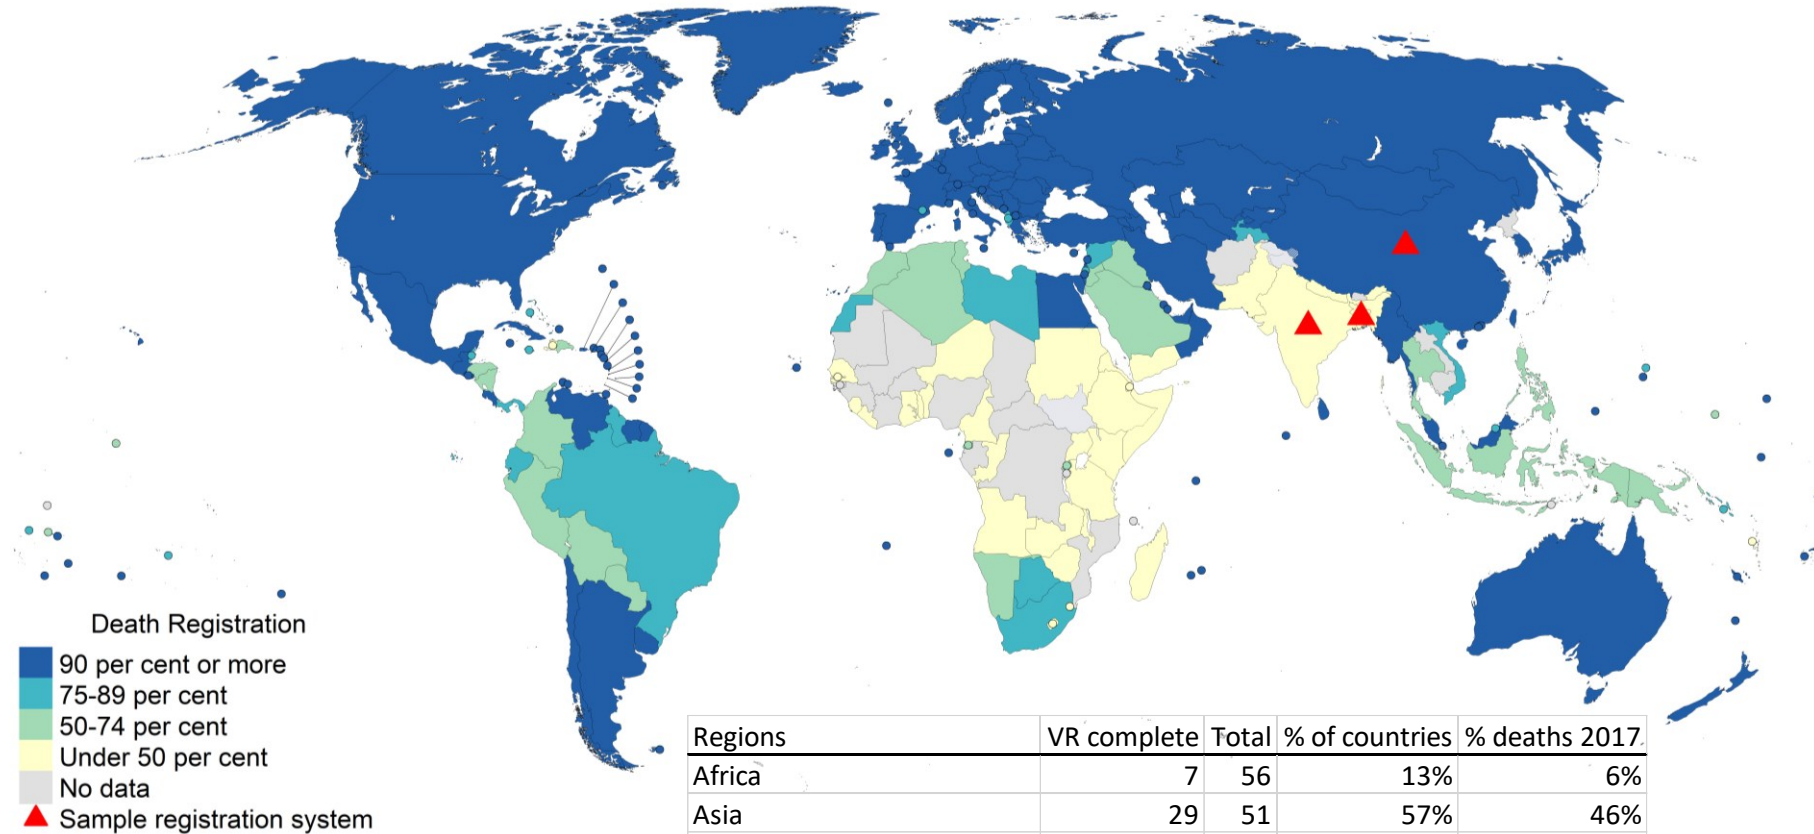 Death Registration
90 per cent or more
75-89 per cent
50-74 per cent
Under 50 per cent
No data
Sample registration system
Regions VR complete Total % of countries % deaths 2017
Africa 7 56 13% 6%
Asia 29 51 57% 46%